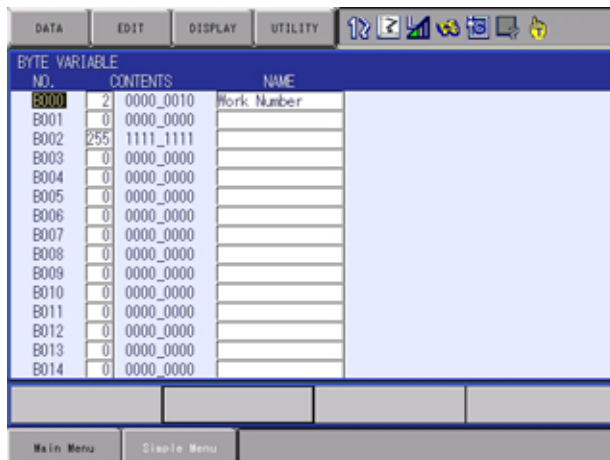 DATA EDIT DISPLAY UTILITY
BYTE VARIABLE
NO. CONTENTS NAME
B000 2 0000_0010 Work Number
B001 0 0000_0000
B002 255 1111_1111
B003 0 0000_0000
B004 0 0000_0000
B005 0 0000_0000
B006 0 0000_0000
B007 0 0000_0000
B008 0 0000_0000
B009 0 0000_0000
B010 0 0000_0000
B011 0 0000_0000
B012 0 0000_0000
B013 0 0000_0000
B014 0 0000_0000
Main Menu Simple Menu